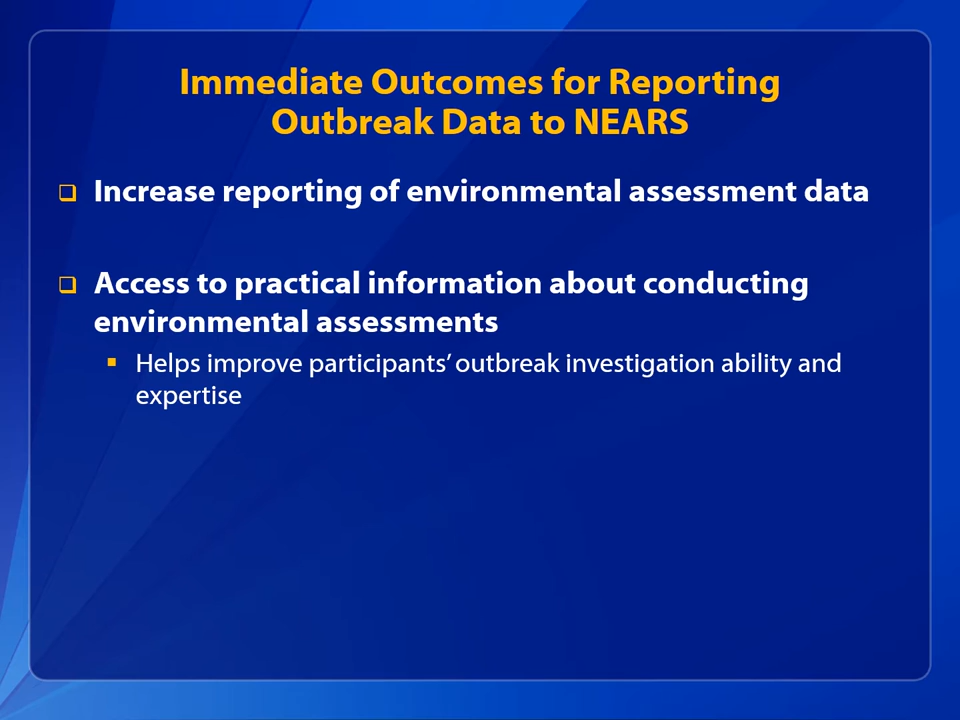 Immediate Outcomes for Reporting
Outbreak Data to NEARS
Increase reporting of environmental assessment data
Access to practical information about conducting
environmental assessments
Helps improve participants’ outbreak investigation ability and
expertise